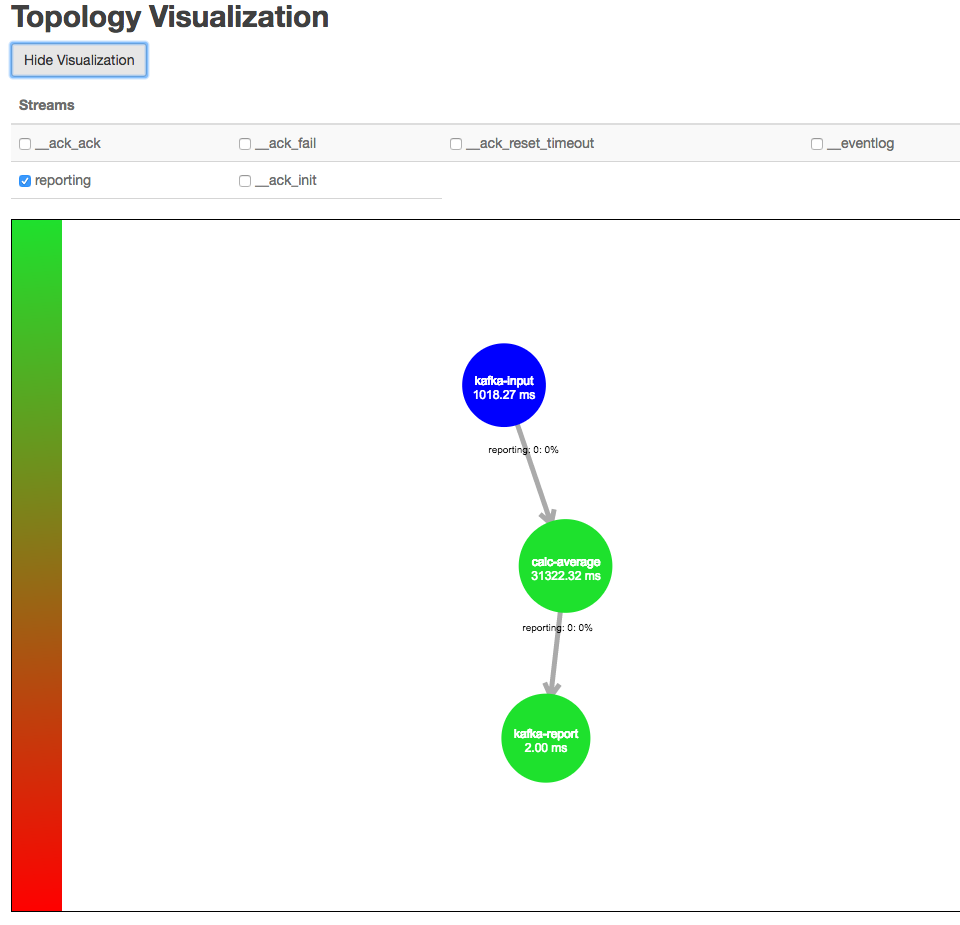 Topology Visualization
Hide Visualization
Streams
__ack_ack __ack_fail __ack_reset_timeout __eventlog
reporting __ack_init
kafka-input
1018.27 ms
reporting: 0: 0%
calc-average
31322.32 ms
reporting: 0: 0%
kafka-report
2.00 ms